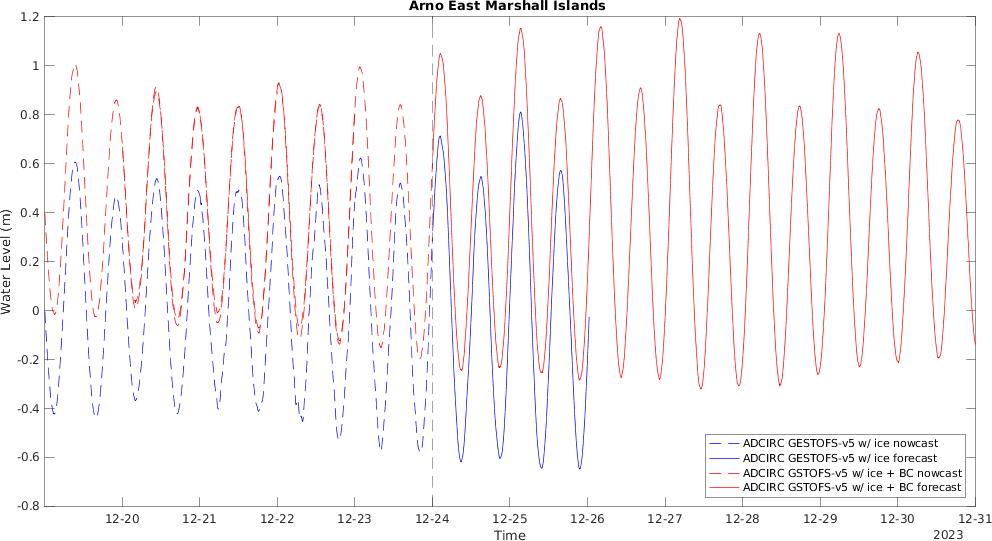 Arno East Marshall Islands
Water Level (m)
1.2
1
0.8
0.6
0.4
0.2
0
-0.2
-0.4
-0.6
-0.8
ADCIRC GESTOFS-v5 w/ ice nowcast
ADCIRC GESTOFS-v5 w/ ice forecast
ADCIRC GSTOFS-v5 w/ ice + BC nowcast
ADCIRC GSTOFS-v5 w/ ice + BC forecast
12-20 12-21 12-22 12-23 12-24 12-25 12-26 12-27 12-28 12-29 12-30 12-31
Time
2023